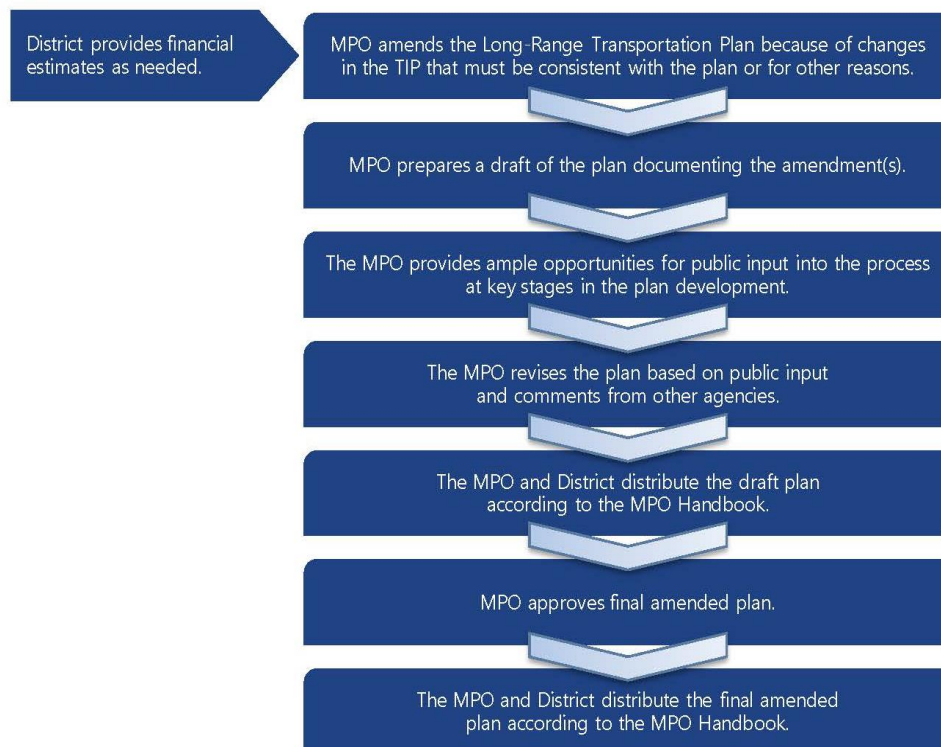 District provides financial
estimates as needed.
MPO amends the Long-Range Transportation Plan because of changes
in the TIP that must be consistent with the plan or for other reasons.
MPO prepares a draft of the plan documenting the amendment(s).
The MPO provides ample opportunities for public input into the process
at key stages in the plan development.
The MPO revises the plan based on public input
and comments from other agencies.
The MPO and District distribute the draft plan
according to the MPO Handbook.
MPO approves final amended plan.
The MPO and District distribute the final amended
plan according to the MPO Handbook.